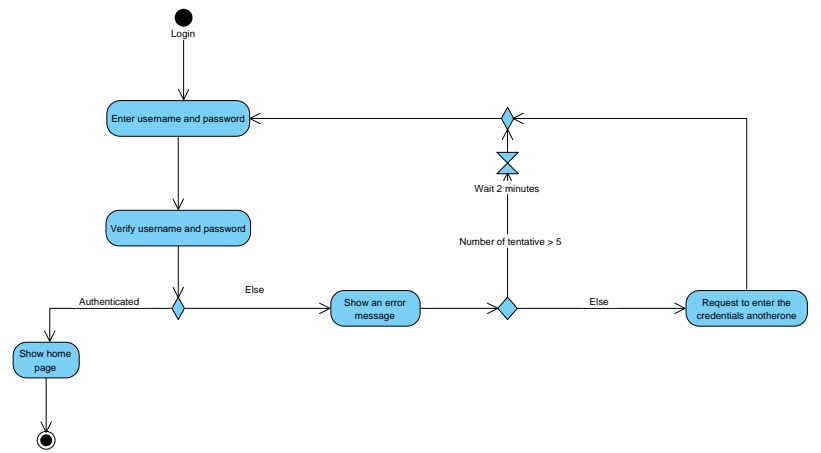 Login
Enter username and password
Wait 2 minutes
Verify username and password
Number of tentative > 5
Else
Authenticated
Show an error
message
Else
Request to enter the
credentials anotherone
Show home
page